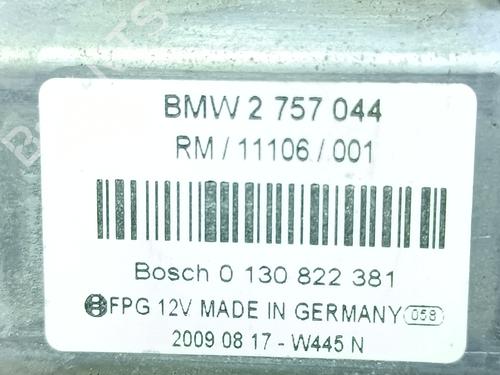 BMW 2 757 044
RM / 11106 / 001
Bosch 0 130 822 381
FPG 12V MADE IN GERMANY 058
2009 08 17 - W445 N